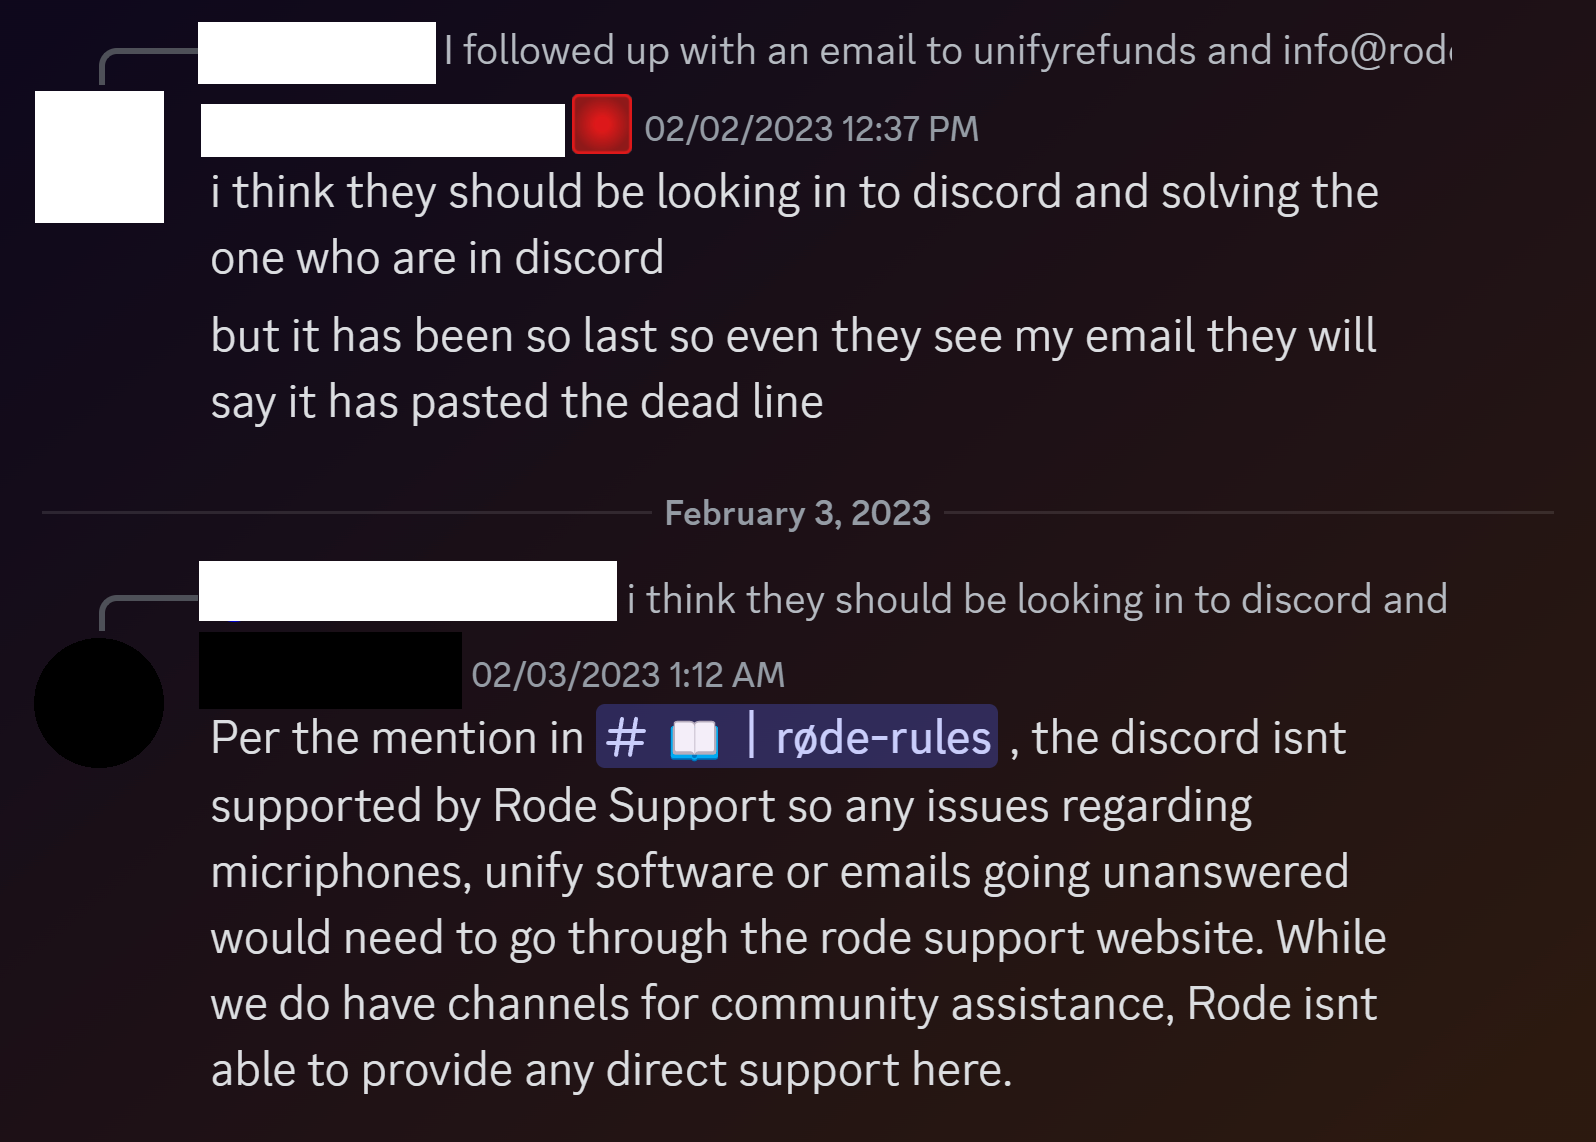 I followed up with an email to unifyrefunds and info@rod
02/02/2023 12:37 PM
i think they should be looking in to discord and solving the
one who are in discord
but it has been so last so even they see my email they will
say it has pasted the dead line
February 3, 2023
i think they should be looking in to discord and
02/03/2023 1:12 AM
Per the mention in # 📖 | røde-rules , the discord isnt
supported by Rode Support so any issues regarding
micriphones, unify software or emails going unanswered
would need to go through the rode support website. While
we do have channels for community assistance, Rode isnt
able to provide any direct support here.